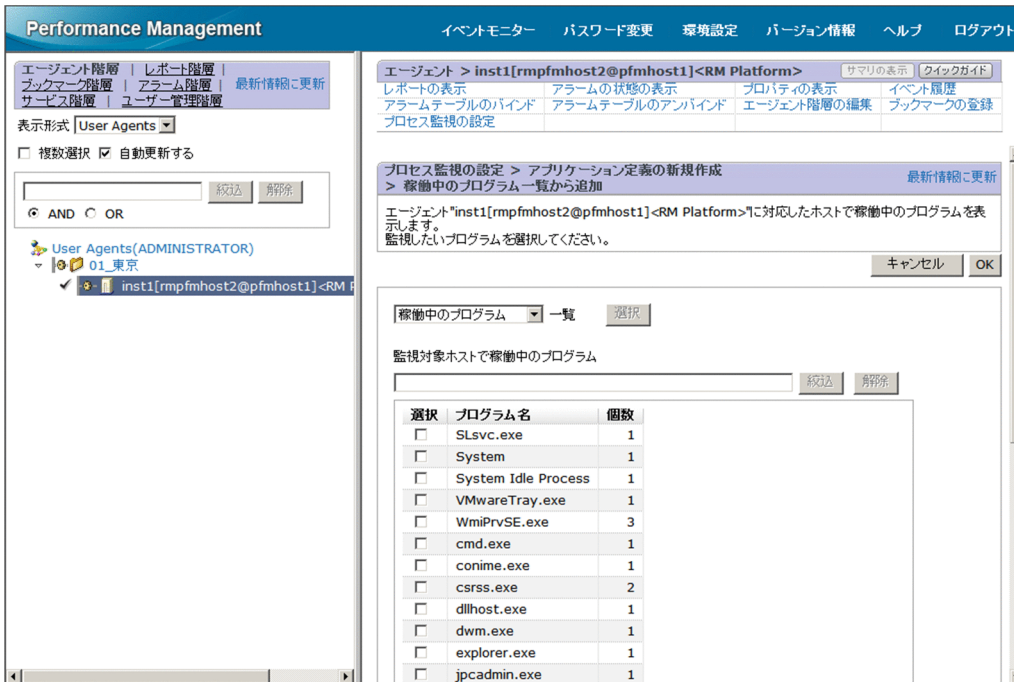 Performance Management
イベントモニター パスワード変更 環境設定 バージョン情報 ヘルプ ログアウト
エージェント階層 | レポート階層 |
ブックマーク階層 | アラーム階層 | 最新情報に更新
サービス階層 | ユーザー管理階層
表示形式 User Agents
複数選択 自動更新する
絞込 解除
AND OR
User Agents(ADMINISTRATOR)
01_東京
inst1[rmpfmhost2@pfmhost1]<RM P
エージェント > inst1[rmpfmhost2@pfmhost1]<RM Platform> サマリの表示 クイックガイド
レポートの表示 アラームの状態の表示 プロパティの表示 イベント履歴
アラームテーブルのバインド アラームテーブルのアンバインド エージェント階層の編集 ブックマークの登録
プロセス監視の設定
プロセス監視の設定 > アプリケーション定義の新規作成
> 稼働中のプログラム一覧から追加 最新情報に更新
エージェント"inst1[rmpfmhost2@pfmhost1]<RM Platform>"に対応したホストで稼働中のプログラムを表
示します。
監視したいプログラムを選択してください。
キャンセル OK
稼働中のプログラム 一覧 選択
監視対象ホストで稼働中のプログラム
絞込 解除
選択 プログラム名 個数
SLsvc.exe 1
System 1
System Idle Process 1
VMwareTray.exe 1
WmiPrvSE.exe 3
cmd.exe 1
conime.exe 1
csrss.exe 2
dllhost.exe 1
dwm.exe 1
explorer.exe 1
jpcadmin.exe 1